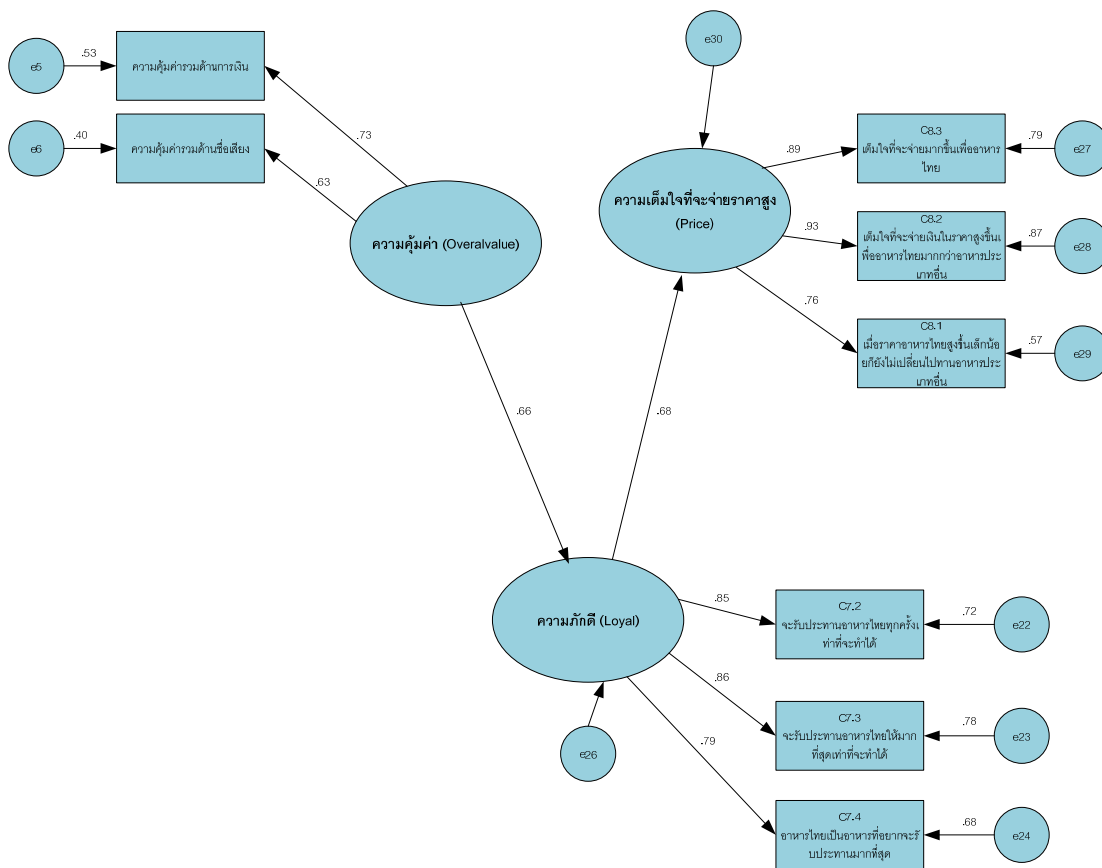 e30
e5
.53
ความคุ้มค่ารวมด้านการเงิน
e6
.40
ความคุ้มค่ารวมด้านชื่อเสียง
.73
.63
ความคุ้มค่า (Overalvalue)
ความเต็มใจที่จะจ่ายราคาสูง
(Price)
.89
C8.3
เต็มใจที่จะจ่ายมากขึ้นเพื่ออาหาร
ไทย
.79
e27
.93
C8.2
เต็มใจที่จะจ่ายเงินในราคาสูงขึ้นเ
พื่ออาหารไทยมากกว่าอาหารประ
เภทอื่น
.87
e28
.76
C8.1
เมื่อราคาอาหารไทยสูงขึ้นเล็กน้อ
ยก็ยังไม่เปลี่ยนไปทานอาหารประ
เภทอื่น
.57
e29
.66
.68
ความภักดี (Loyal)
e26
.85
C7.2
จะรับประทานอาหารไทยทุกครั้งเ
ท่าที่จะทำได้
.72
e22
.86
C7.3
จะรับประทานอาหารไทยให้มาก
ที่สุดเท่าที่จะทำได้
.78
e23
.79
C7.4
อาหารไทยเป็นอาหารที่อยากจะรั
บประทานมากที่สุด
.68
e24